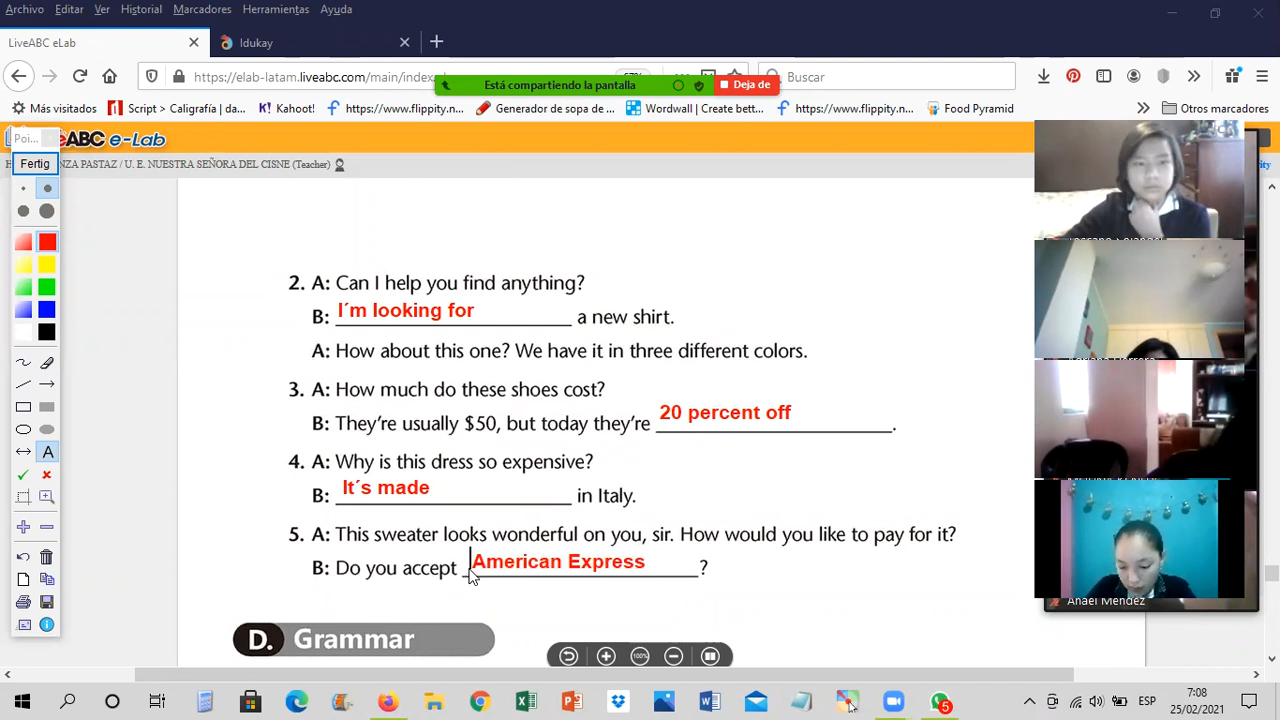 Archivo Editar Ver Historial Marcadores Herramientas Ayuda
LiveABC eLab
Idukay
https://elab-latam.liveabc.com/main/index
Buscar
Está compartiendo la pantalla
Deja de
Más visitados
Script > Caligrafía (da...
Kahoot!
https://www.flippity.n...
Generador de sopa de ...
Wordwall | Create bett...
https://www.flippity.n...
Food Pyramid
Otros marcadores
Poi...
ABC e-Lab
Fertig
NZA PASTAZ / U. E. NUESTRA SEÑORA DEL CISNE (Teacher)
2. A: Can I help you find anything?
B: I´m looking for a new shirt.
A: How about this one? We have it in three different colors.
3. A: How much do these shoes cost?
B: They're usually $50, but today they're 20 percent off.
4. A: Why is this dress so expensive?
B: It´s made in Italy.
5. A: This sweater looks wonderful on you, sir. How would you like to pay for it?
B: Do you accept American Express?
A
Anael Mendez
D. Grammar
100%
5
ESP
7:08
25/02/2021